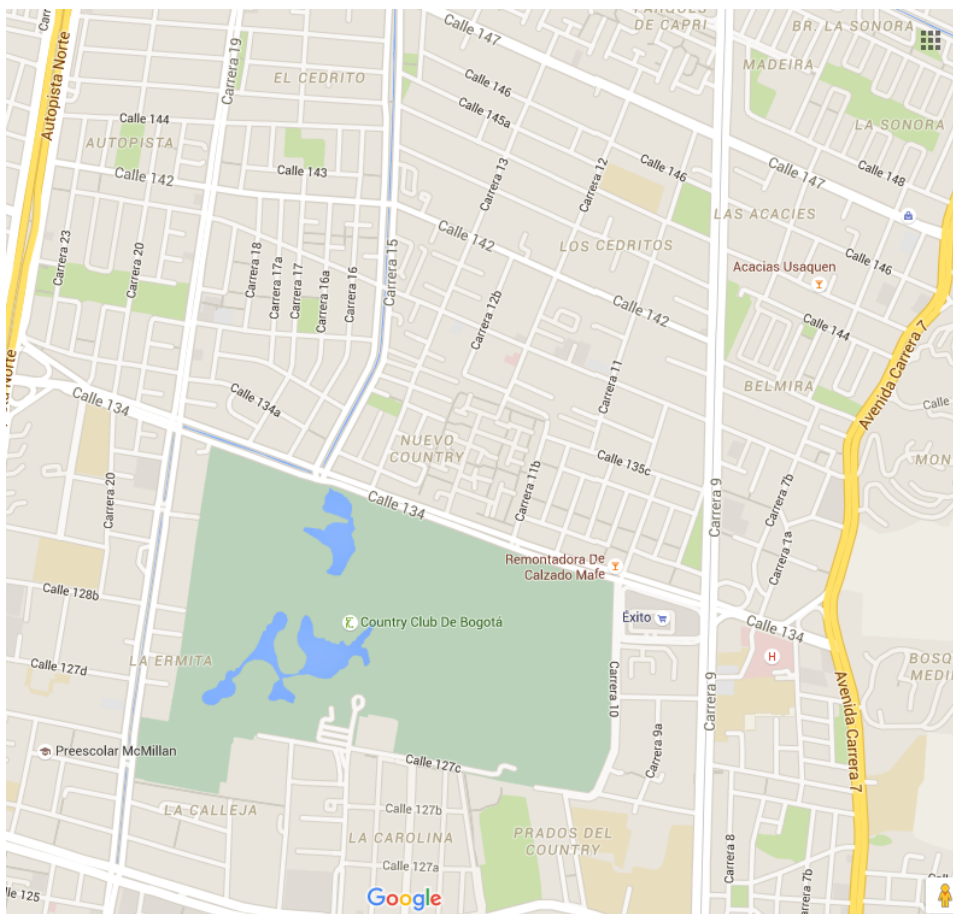 PARQUES
DE CAPRI
BR. LA SONORA
Calle 147
Carrera 19
Autopista Norte
EL CEDRITO
MADEIRA
Calle 146
Calle 145a
Calle 144
AUTOPISTA
LA SONORA
Carrera 13
Carrera 12
Calle 143
Calle 142
Calle 146
Calle 147
Calle 148
LAS ACACIES
Calle 142
LOS CEDRITOS
Carrera 23
Carrera 20
Carrera 18
Carrera 17a
Carrera 17
Carrera 16a
Carrera 16
Carrera 15
Calle 146
Acacias Usaquen
Carrera 12b
Calle 142
Calle 144
Carrera 11
Avenida Carrera 7
BELMIRA
Calle 134
Calle 134a
Calle
NUEVO
COUNTRY
Calle 135c
Carrera 20
Carrera 11b
Carrera 9
Carrera 7b
Calle 134
Carrera 7a
Remontadora De
Calzado Mafe
Calle 128b
Éxito
Country Club De Bogotá
Calle 134
H
Calle 127d
LA ERMITA
Carrera 10
Carrera 9
Avenida Carrera 7
Preescolar McMillan
Calle 127c
Carrera 9a
LA CALLEJA
Calle 127b
LA CAROLINA
PRADOS DEL
COUNTRY
Calle 127a
Carrera 8
Carrera 7b
Google